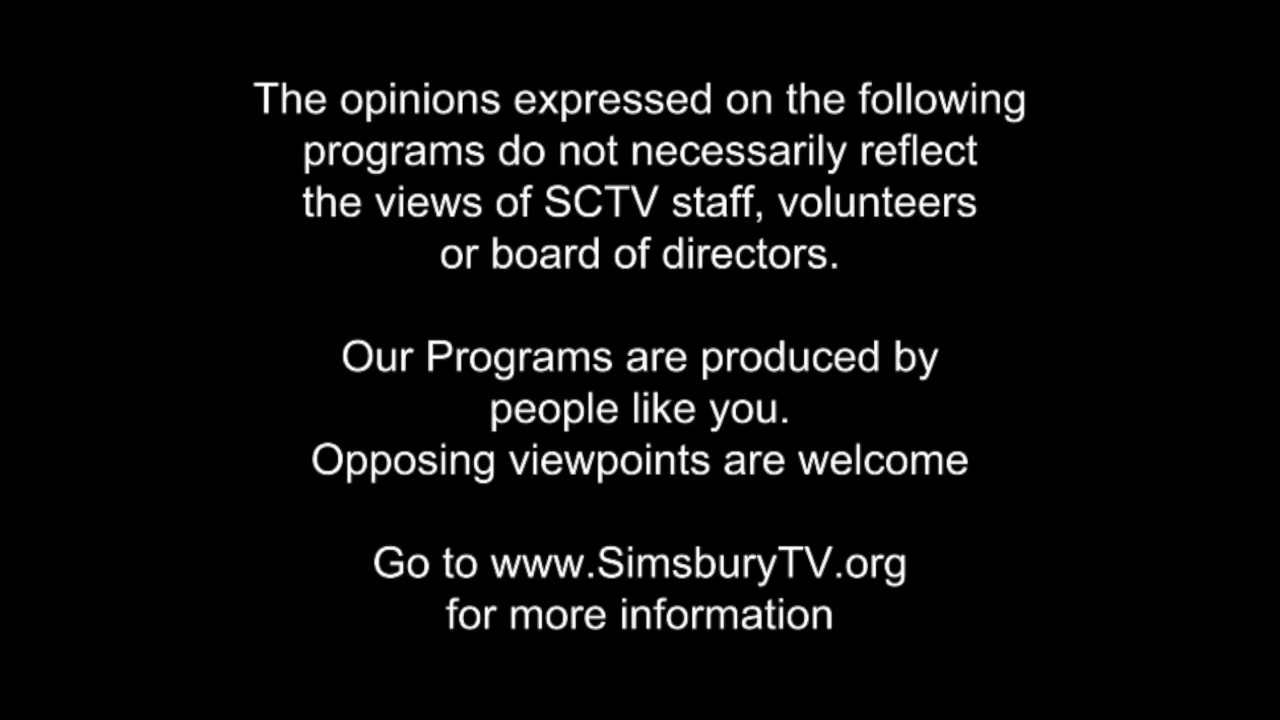 The opinions expressed on the following
programs do not necessarily reflect
the views of SCTV staff, volunteers
or board of directors.
Our Programs are produced by
people like you.
Opposing viewpoints are welcome
Go to www.SimsburyTV.org
for more information